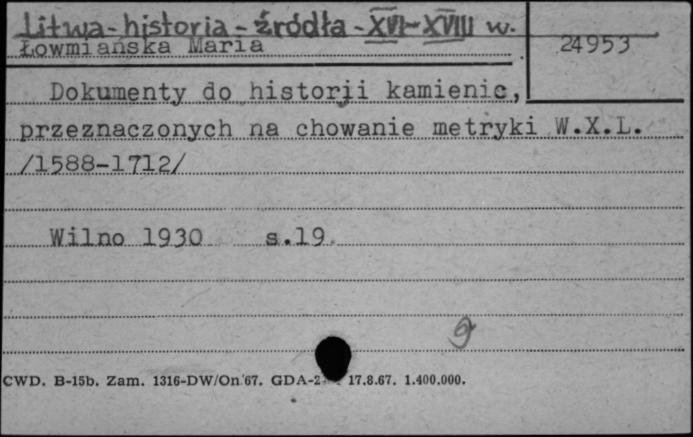 Litwa-historia-źródła-XVI-XVIII w.
Łowmiańska Maria
24953
Dokumenty do historji kamienic,
przeznaczonych na chowanie metryki W.X.L.
/1588-1712/
Wilno 1930 s.19
9
CWD. B-15b. Zam. 1316-DW/On.67. GDA-2 17.8.67. 1.400.000.